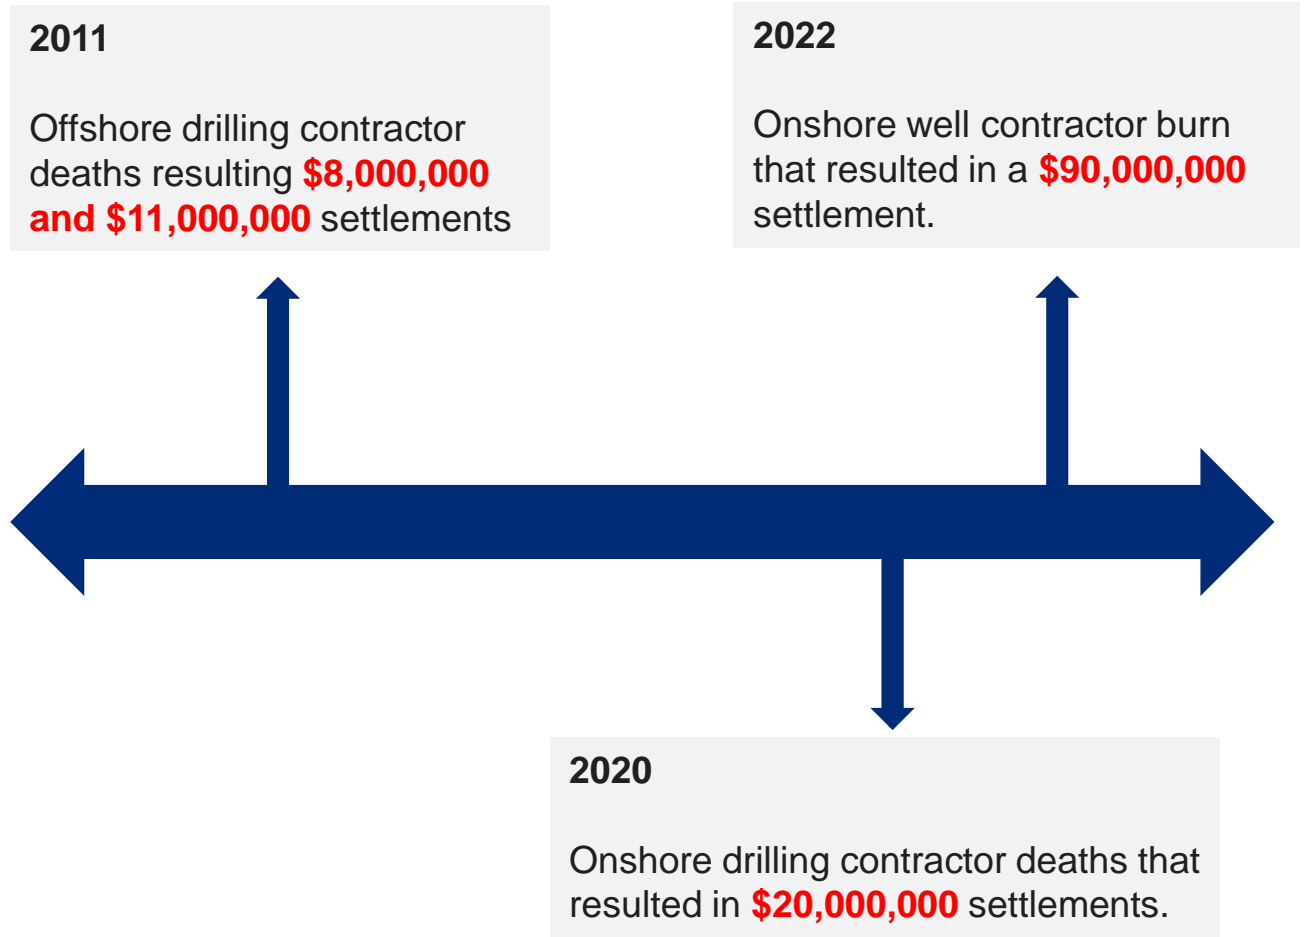 2011
Offshore drilling contractor
deaths resulting $8,000,000
and $11,000,000 settlements
2022
Onshore well contractor burn
that resulted in a $90,000,000
settlement.
2020
Onshore drilling contractor deaths that
resulted in $20,000,000 settlements.